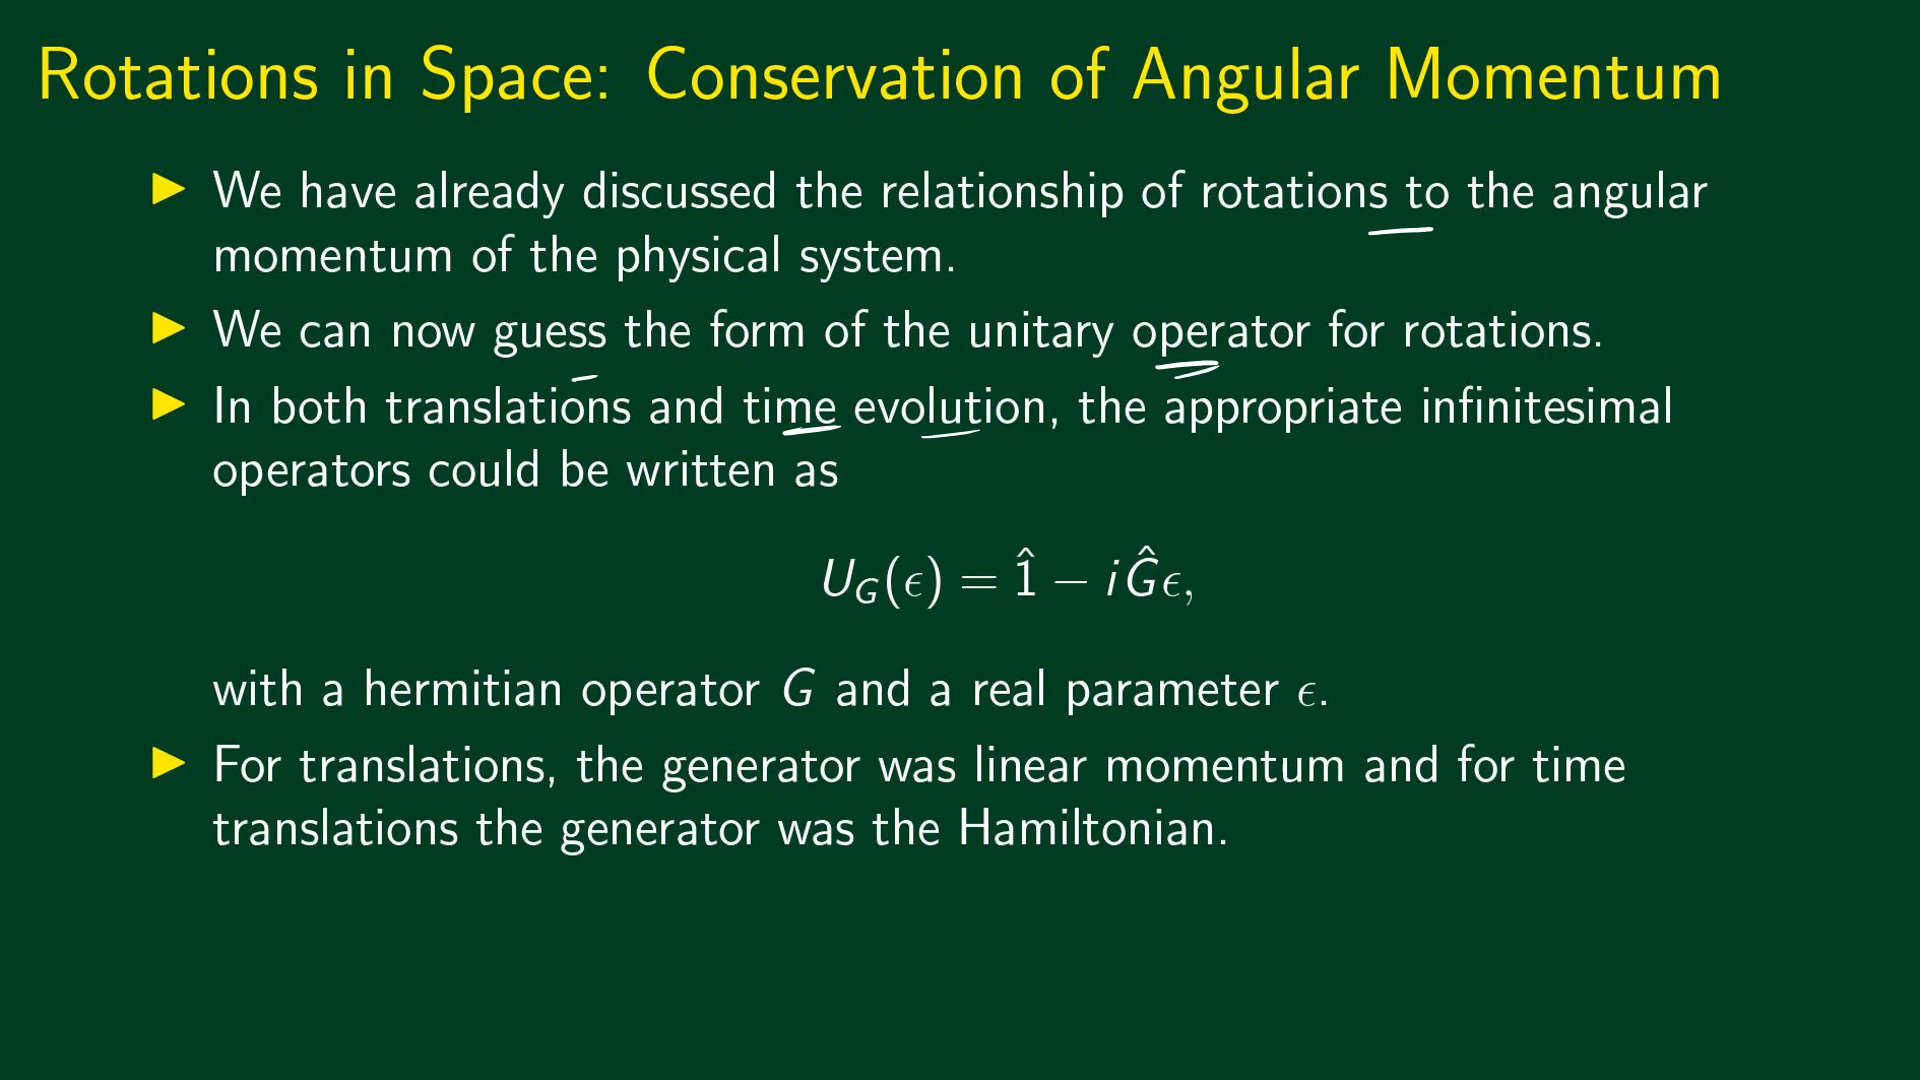 Rotations in Space: Conservation of Angular Momentum
▶ We have already discussed the relationship of rotations to the angular
momentum of the physical system.
▶ We can now guess the form of the unitary operator for rotations.
▶ In both translations and time evolution, the appropriate infinitesimal
operators could be written as
U_G(ϵ) = 1̂ − iĜϵ,
with a hermitian operator G and a real parameter ϵ.
▶ For translations, the generator was linear momentum and for time
translations the generator was the Hamiltonian.